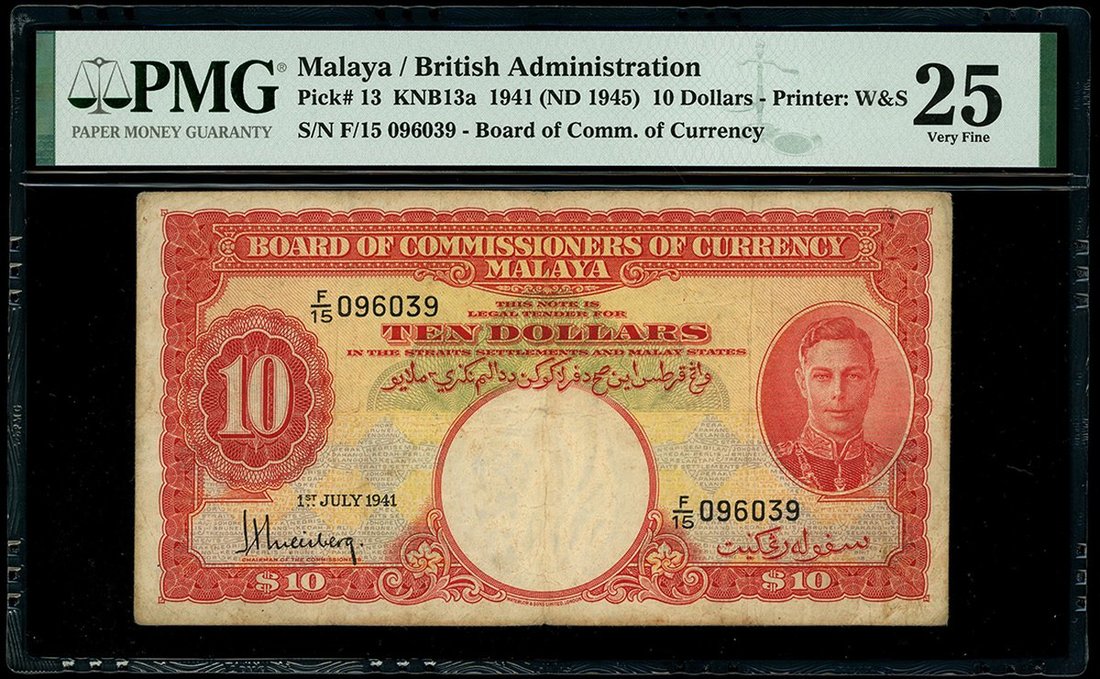 PMG®
PAPER MONEY GUARANTY
Malaya / British Administration
Pick# 13 KNB13a 1941 (ND 1945) 10 Dollars - Printer: W&S
S/N F/15 096039 - Board of Comm. of Currency
25
Very Fine
BOARD OF COMMISSIONERS OF CURRENCY
MALAYA
F/15 096039
THIS NOTE IS
LEGAL TENDER FOR
TEN DOLLARS
IN THE STRAITS SETTLEMENTS AND MALAY STATES
10
1ST JULY 1941
F/15 096039
سڤوله رڠݢيت
CHAIRMAN OF THE COMMISSIONERS
$10
$10